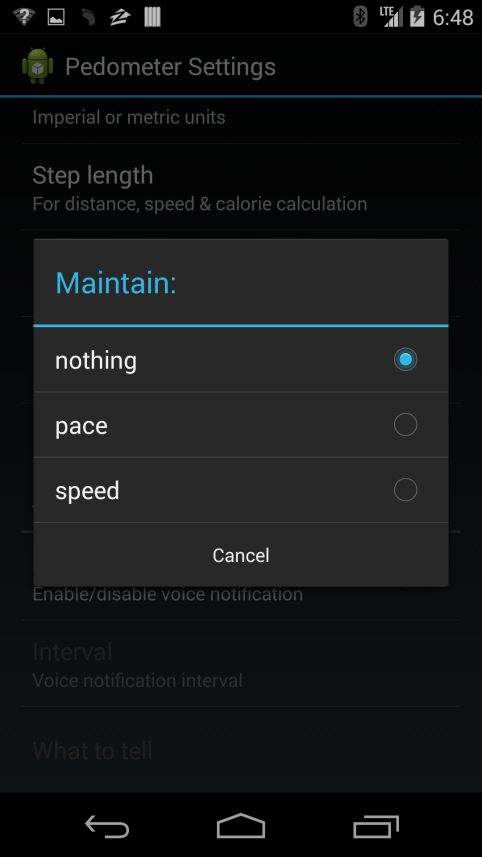 LTE 6:48
Pedometer Settings
Imperial or metric units
Step length
For distance, speed & calorie calculation
Maintain:
nothing
pace
speed
Cancel
Enable/disable voice notification
Interval
Voice notification interval
What to tell